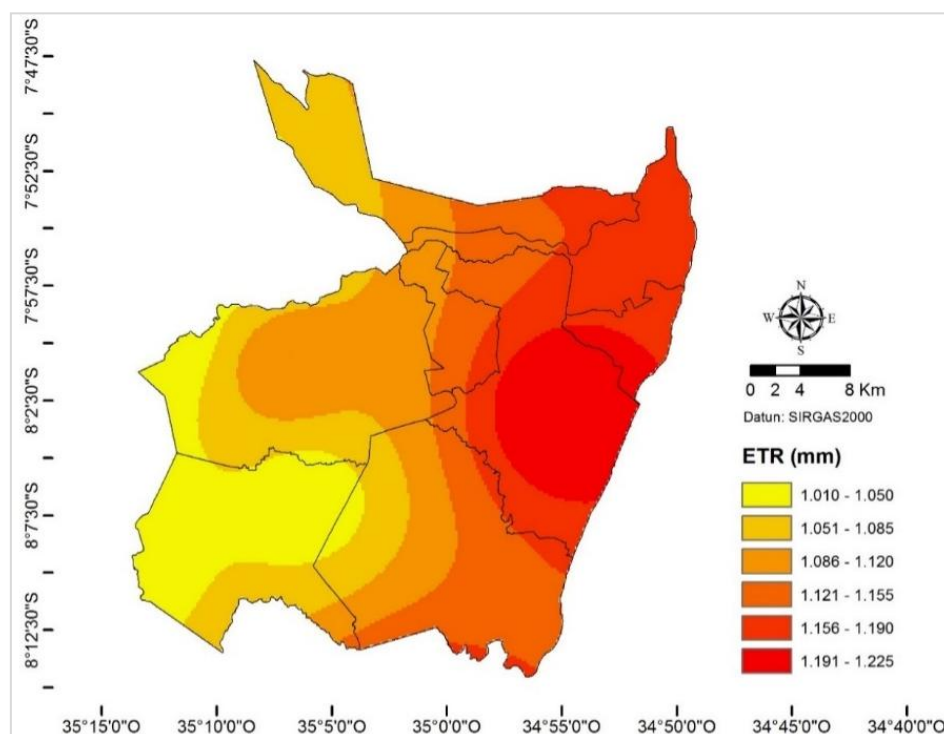 7°47'30"S
7°52'30"S
7°57'30"S
8°2'30"S
8°7'30"S
8°12'30"S
N
W E
S
0 2 4 8 Km
Datun: SIRGAS2000
ETR (mm)
1.010 - 1.050
1.051 - 1.085
1.086 - 1.120
1.121 - 1.155
1.156 - 1.190
1.191 - 1.225
35°15'0"O 35°10'0"O 35°5'0"O 35°0'0"O 34°55'0"O 34°50'0"O 34°45'0"O 34°40'0"O